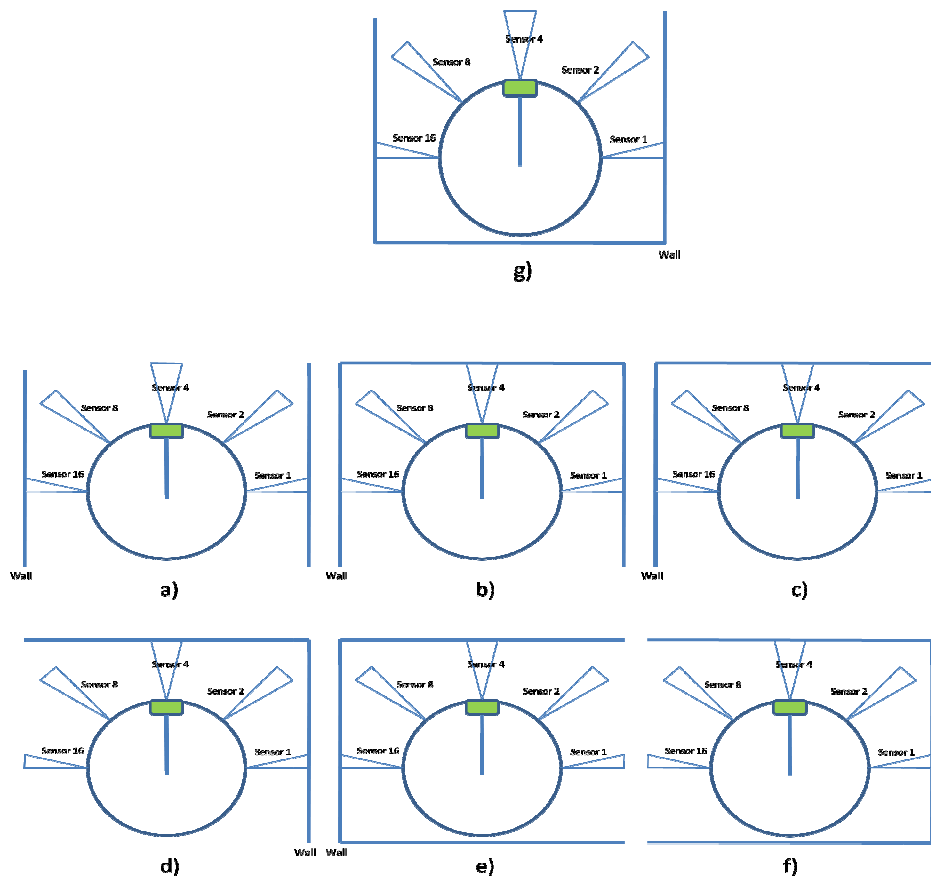 Sensor 4
Sensor 8
Sensor 2
Sensor 16
Sensor 1
Wall
g)
Sensor 4
Sensor 8
Sensor 2
Sensor 16
Sensor 1
Wall
a)
Sensor 4
Sensor 8
Sensor 2
Sensor 16
Sensor 1
Wall
b)
Sensor 4
Sensor 8
Sensor 2
Sensor 16
Sensor 1
Wall
c)
Sensor 4
Sensor 8
Sensor 2
Sensor 16
Sensor 1
Wall
d)
Sensor 4
Sensor 8
Sensor 2
Sensor 16
Sensor 1
Wall
e)
Sensor 4
Sensor 8
Sensor 2
Sensor 16
Sensor 1
f)